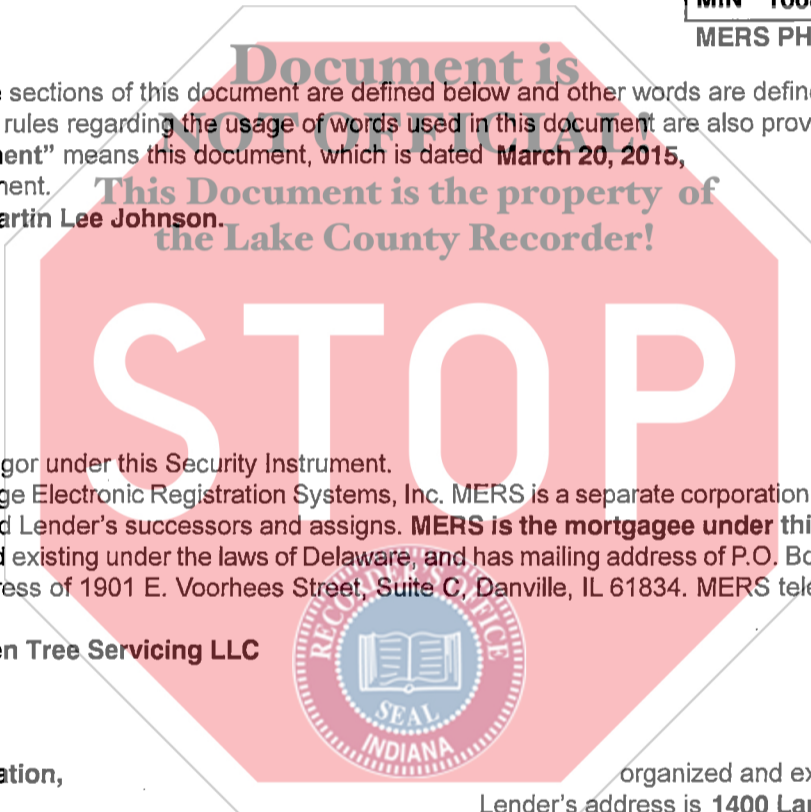 MIN 100
MERS PH
Document is
sections of this document are defined below and other words are define
rules regarding the usage of words used in this document are also prov
NOT OFFICIAL!
ent” means this document, which is dated March 20, 2015,
ent.
This Document is the property of
artin Lee Johnson.
the Lake County Recorder!
STOP
gor under this Security Instrument.
ge Electronic Registration Systems, Inc. MERS is a separate corporation
d Lender's successors and assigns. MERS is the mortgagee under thi
d existing under the laws of Delaware, and has mailing address of P.O. Bo
ress of 1901 E. Voorhees Street, Suite C, Danville, IL 61834. MERS tele
RECORDER'S OFFICE
en Tree Servicing LLC
SEAL
INDIANA
ation,
organized and ex
Lender's address is 1400 Lan